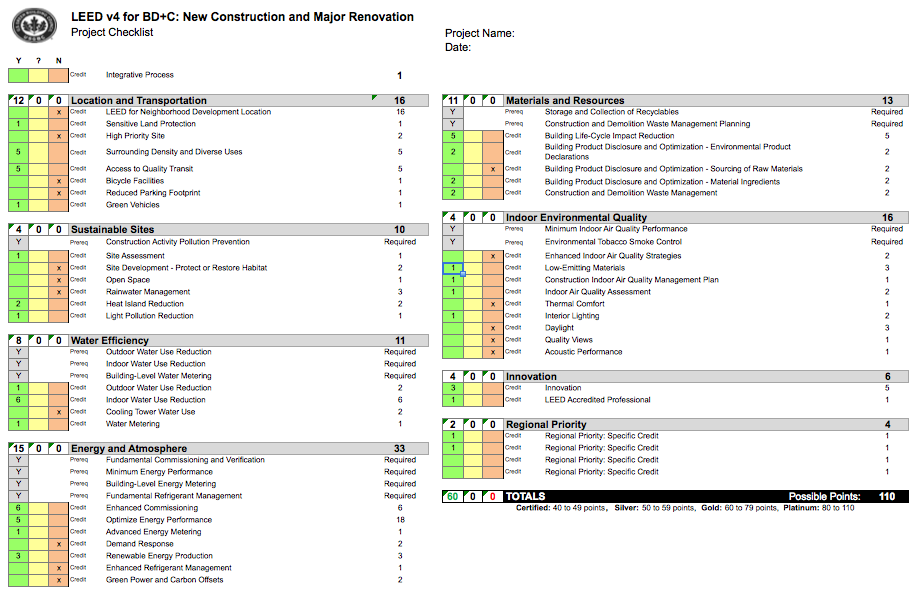 LEED v4 for BD+C: New Construction and Major Renovation
Project Checklist
Project Name:
Date:
Y ? N
Credit Integrative Process 1
12 0 0 Location and Transportation 16
x Credit LEED for Neighborhood Development Location 16
1 Credit Sensitive Land Protection 1
x Credit High Priority Site 2
5 Credit Surrounding Density and Diverse Uses 5
5 Credit Access to Quality Transit 5
x Credit Bicycle Facilities 1
x Credit Reduced Parking Footprint 1
1 Credit Green Vehicles 1
4 0 0 Sustainable Sites 10
Y Prereq Construction Activity Pollution Prevention Required
1 Credit Site Assessment 1
x Credit Site Development - Protect or Restore Habitat 2
x Credit Open Space 1
x Credit Rainwater Management 3
2 Credit Heat Island Reduction 2
1 Credit Light Pollution Reduction 1
8 0 0 Water Efficiency 11
Y Prereq Outdoor Water Use Reduction Required
Y Prereq Indoor Water Use Reduction Required
Y Prereq Building-Level Water Metering Required
1 Credit Outdoor Water Use Reduction 2
6 Credit Indoor Water Use Reduction 6
x Credit Cooling Tower Water Use 2
1 Credit Water Metering 1
15 0 0 Energy and Atmosphere 33
Y Prereq Fundamental Commissioning and Verification Required
Y Prereq Minimum Energy Performance Required
Y Prereq Building-Level Energy Metering Required
Y Prereq Fundamental Refrigerant Management Required
6 Credit Enhanced Commissioning 6
5 Credit Optimize Energy Performance 18
1 Credit Advanced Energy Metering 1
x Credit Demand Response 2
3 Credit Renewable Energy Production 3
x Credit Enhanced Refrigerant Management 1
x Credit Green Power and Carbon Offsets 2
11 0 0 Materials and Resources 13
Y Prereq Storage and Collection of Recyclables Required
Y Prereq Construction and Demolition Waste Management Planning Required
5 Credit Building Life-Cycle Impact Reduction 5
2 Credit Building Product Disclosure and Optimization - Environmental Product 2
Declarations
x Credit Building Product Disclosure and Optimization - Sourcing of Raw Materials 2
2 Credit Building Product Disclosure and Optimization - Material Ingredients 2
2 Credit Construction and Demolition Waste Management 2
4 0 0 Indoor Environmental Quality 16
Y Prereq Minimum Indoor Air Quality Performance Required
Y Prereq Environmental Tobacco Smoke Control Required
x Credit Enhanced Indoor Air Quality Strategies 2
1 Credit Low-Emitting Materials 3
1 Credit Construction Indoor Air Quality Management Plan 1
1 Credit Indoor Air Quality Assessment 2
x Credit Thermal Comfort 1
1 Credit Interior Lighting 2
x Credit Daylight 3
x Credit Quality Views 1
x Credit Acoustic Performance 1
4 0 0 Innovation 6
3 Credit Innovation 5
1 Credit LEED Accredited Professional 1
2 0 0 Regional Priority 4
1 Credit Regional Priority: Specific Credit 1
1 Credit Regional Priority: Specific Credit 1
Credit Regional Priority: Specific Credit 1
Credit Regional Priority: Specific Credit 1
60 0 0 TOTALS Possible Points: 110
Certified: 40 to 49 points, Silver: 50 to 59 points, Gold: 60 to 79 points, Platinum: 80 to 110